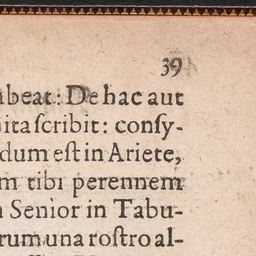 39
ibeat: De hac aut
ita scribit: consy-
dum est in Ariete,
m tibi perennem
n Senior in Tabu-
rum una rostro al-